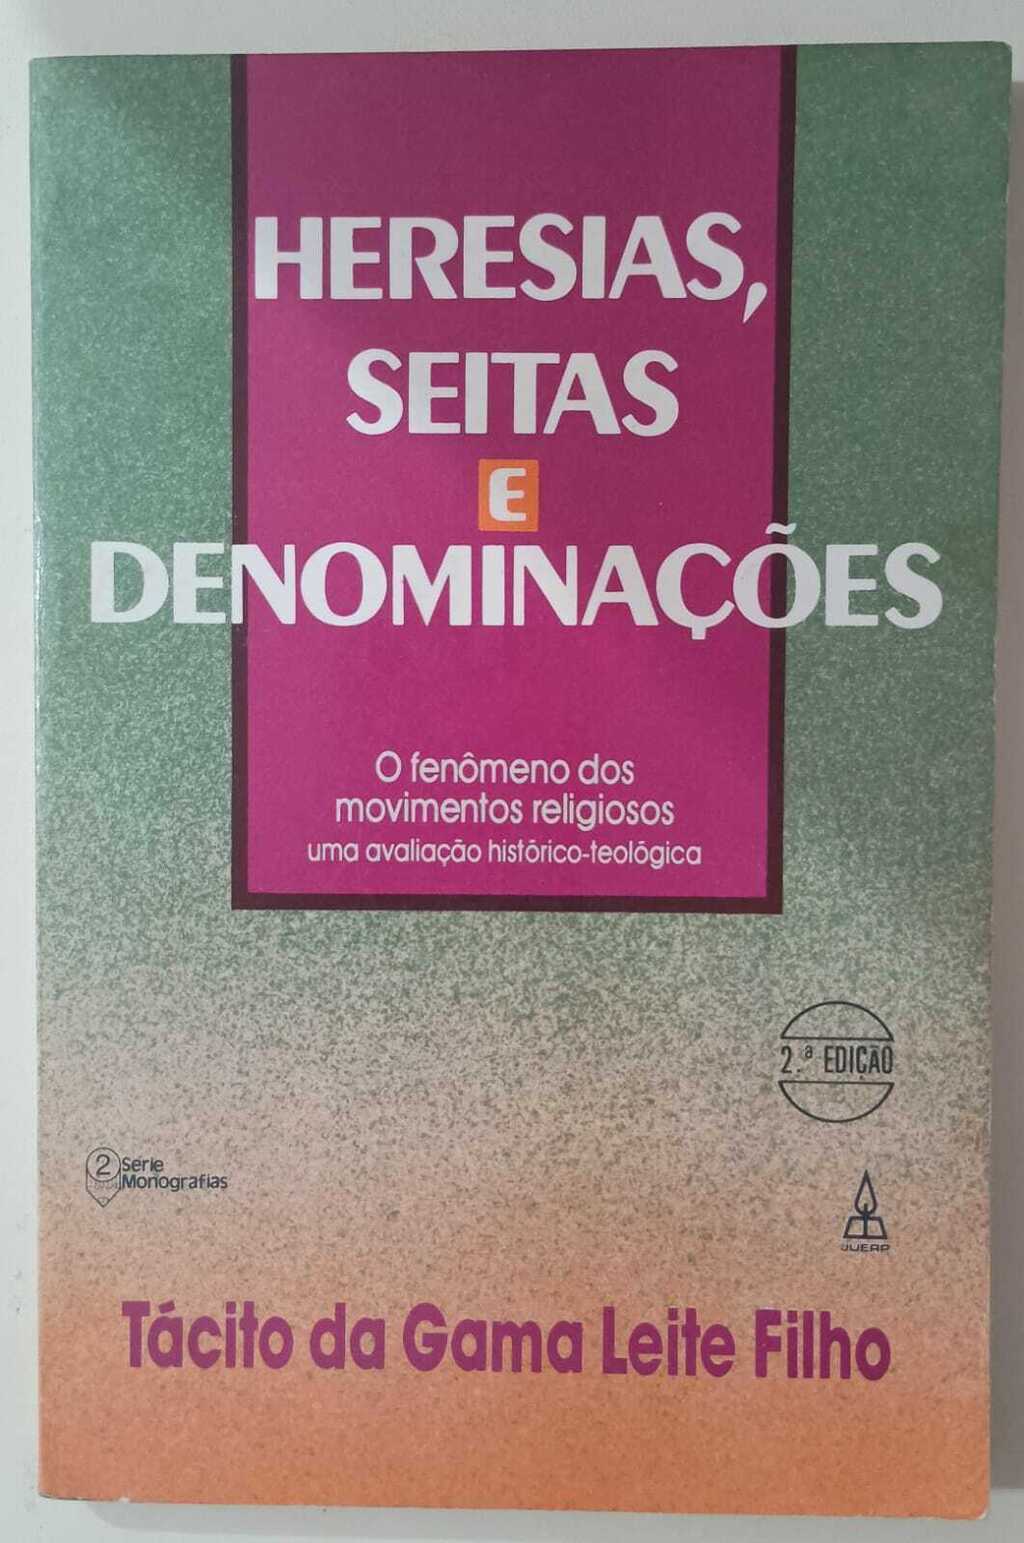 HERESIAS,
SEITAS
E
DENOMINAÇÕES
O fenômeno dos
movimentos religiosos
uma avaliação histórico-teológica
2.ª EDIÇÃO
2 Série
Monografias
JUERP
Tácito da Gama Leite Filho